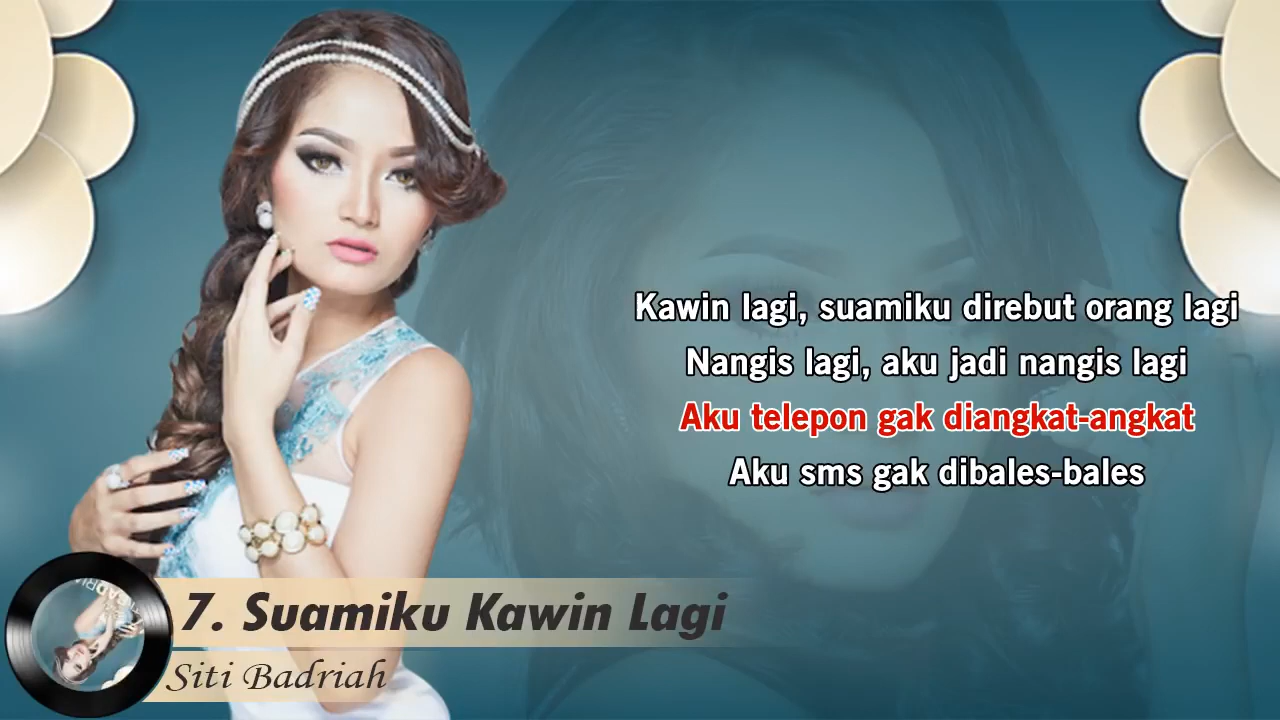 Kawin lagi, suamiku direbut orang lagi
Nangis lagi, aku jadi nangis lagi
Aku telepon gak diangkat-angkat
Aku sms gak dibales-bales
7. Suamiku Kawin Lagi
Siti Badriah